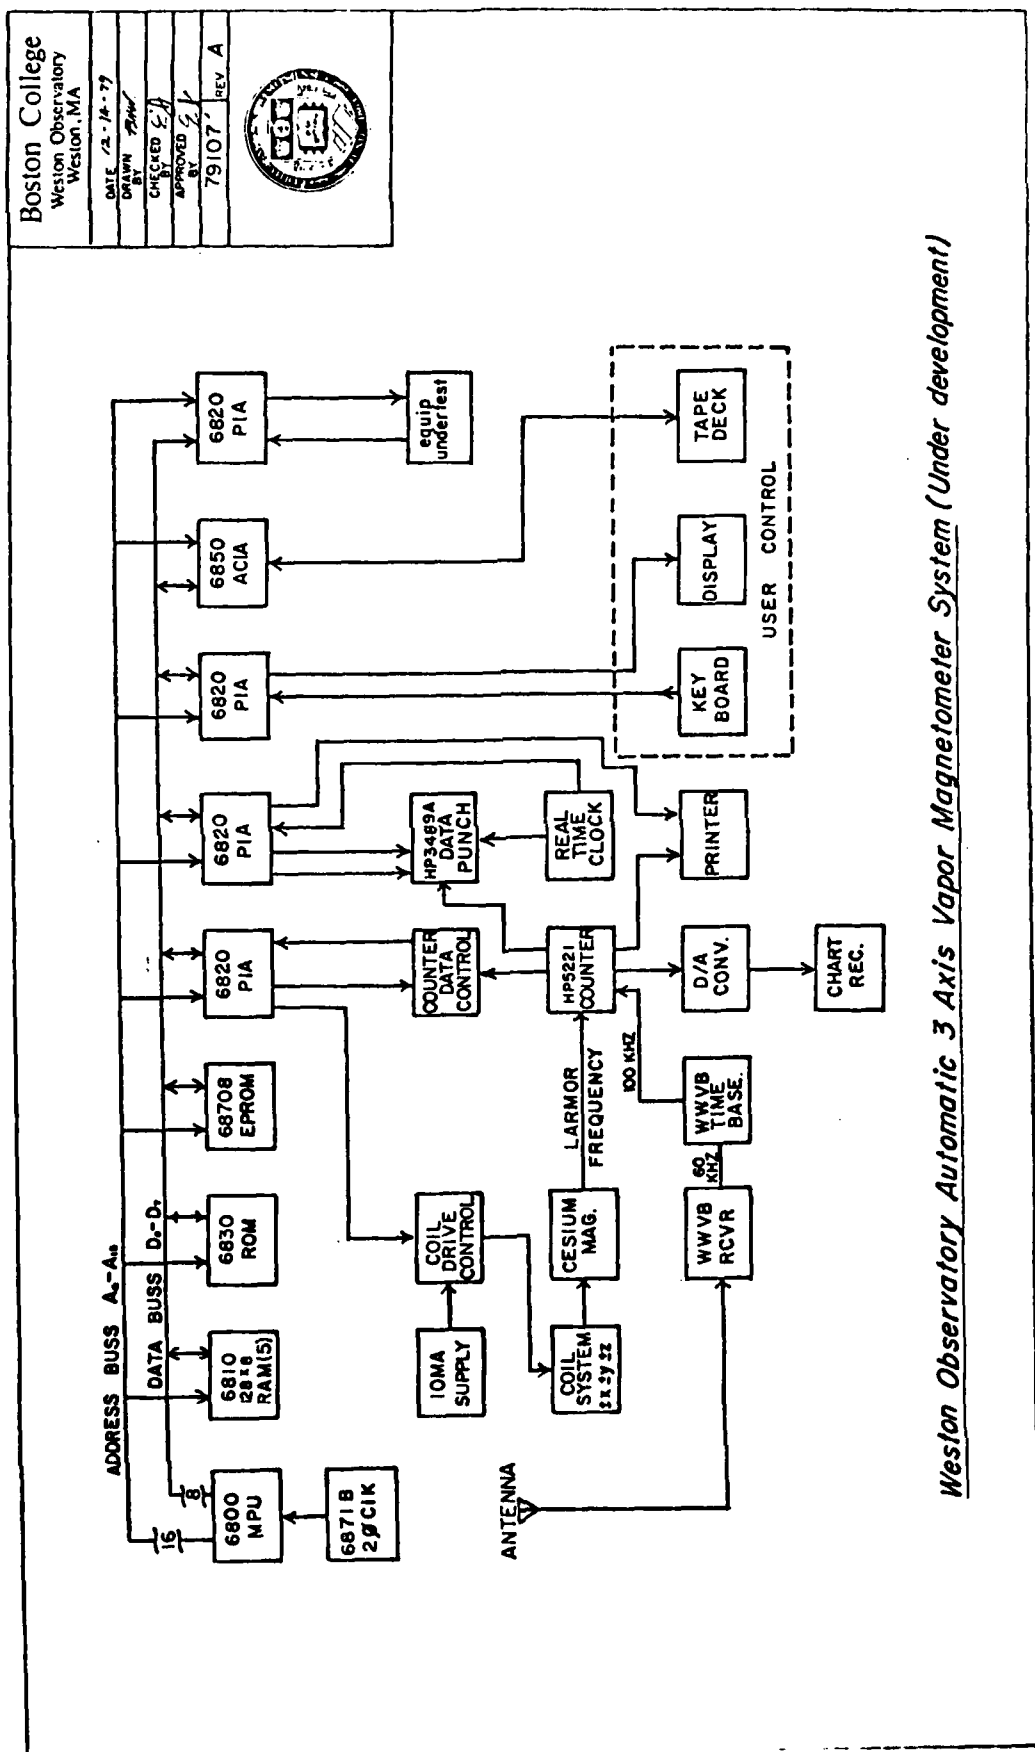 Boston College
Weston Observatory
Weston, MA
DATE 12-14-79
DRAWN BY
CHECKED BY
APPROVED BY
79107 REV A
ADDRESS BUSS A₀-A₁₅
DATA BUSS D₀-D₇
16
8
6800
MPU
6871B
2ØClK
6810
128x8
RAM(5)
6830
ROM
68708
EPROM
6820
PIA
6820
PIA
6820
PIA
6850
ACIA
6820
PIA
equip
undertest
10MA
SUPPLY
COIL
DRIVE
CONTROL
COUNTER
DATA
CONTROL
HP3489A
DATA
PUNCH
COIL
SYSTEM
±x ±y ±z
CESIUM
MAG.
LARMOR
FREQUENCY
HP5221
COUNTER
REAL
TIME
CLOCK
ANTENNA
WWVB
RCVR
60
KHZ
WWVB
TIME
BASE.
100 KHZ
D/A
CONV.
CHART
REC.
PRINTER
KEY
BOARD
DISPLAY
TAPE
DECK
USER CONTROL
Weston Observatory Automatic 3 Axis Vapor Magnetometer System (Under development)